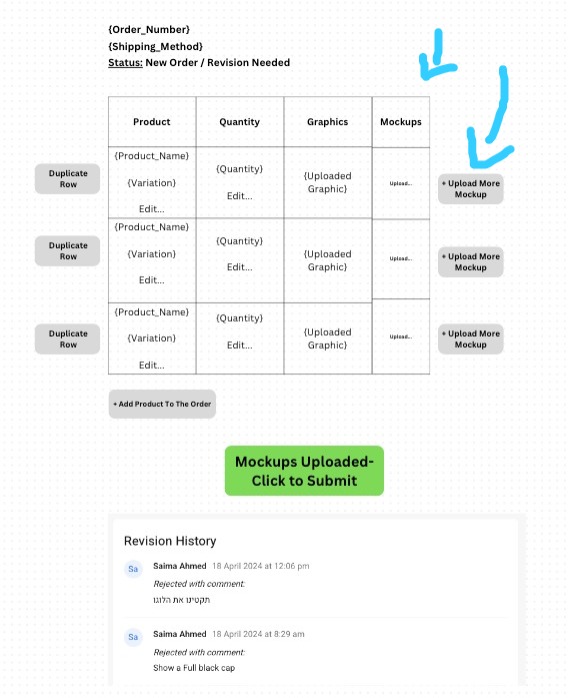 {Order_Number}
{Shipping_Method}
Status: New Order / Revision Needed
Product
Quantity
Graphics
Mockups
Duplicate
Row
{Product_Name}
{Variation}
Edit...
{Quantity}
Edit...
{Uploaded
Graphic}
Upload...
+ Upload More
Mockup
Duplicate
Row
{Product_Name}
{Variation}
Edit...
{Quantity}
Edit...
{Uploaded
Graphic}
Upload...
+ Upload More
Mockup
Duplicate
Row
{Product_Name}
{Variation}
Edit...
{Quantity}
Edit...
{Uploaded
Graphic}
Upload...
+ Upload More
Mockup
+ Add Product To The Order
Mockups Uploaded-
Click to Submit
Revision History
Sa
Saima Ahmed 18 April 2024 at 12:06 pm
Rejected with comment:
תקטינו את הלוגו
Sa
Saima Ahmed 18 April 2024 at 8:29 am
Rejected with comment:
Show a Full black cap